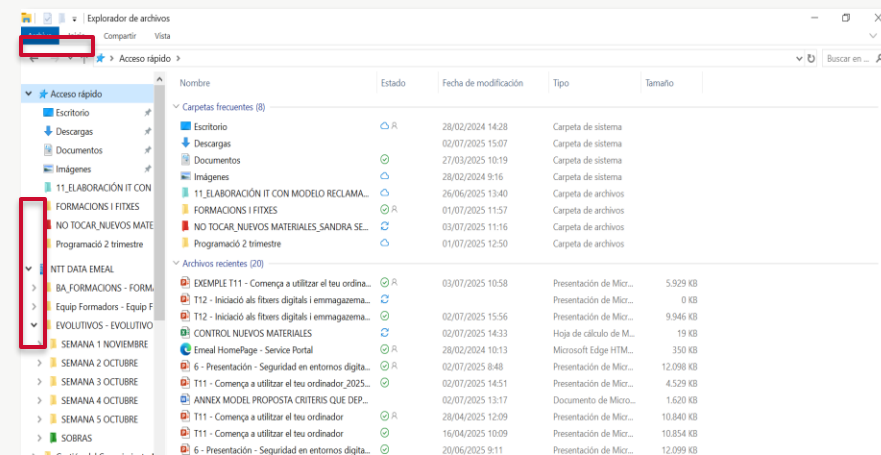 Explorador de archivos
Archivo Inicio Compartir Vista
Acceso rápido
Buscar en ...
Acceso rápido
Escritorio
Descargas
Documentos
Imágenes
11_ELABORACIÓN IT CON
FORMACIONS I FITXES
NO TOCAR_NUEVOS MATE
Programació 2 trimestre
NTT DATA EMEAL
BA_FORMACIONS - FORM
Equip Formadors - Equip F
EVOLUTIVOS - EVOLUTIVO
SEMANA 1 NOVIEMBRE
SEMANA 2 OCTUBRE
SEMANA 3 OCTUBRE
SEMANA 4 OCTUBRE
SEMANA 5 OCTUBRE
SOBRAS
Nombre Estado Fecha de modificación Tipo Tamaño
Carpetas frecuentes (8)
Escritorio 28/02/2024 14:28 Carpeta de sistema
Descargas 02/07/2025 15:07 Carpeta de sistema
Documentos 27/03/2025 10:19 Carpeta de sistema
Imágenes 28/02/2024 9:16 Carpeta de sistema
11_ELABORACIÓN IT CON MODELO RECLAMA... 26/06/2025 13:40 Carpeta de archivos
FORMACIONS I FITXES 01/07/2025 11:57 Carpeta de archivos
NO TOCAR_NUEVOS MATERIALES_SANDRA SE... 03/07/2025 11:16 Carpeta de archivos
Programació 2 trimestre 01/07/2025 12:50 Carpeta de archivos
Archivos recientes (20)
EXEMPLE T11 - Comença a utilitzar el teu ordina... 03/07/2025 10:58 Presentación de Micr... 5.929 KB
T12 - Iniciació als fitxers digitals i emmagazema... Presentación de Micr... 0 KB
T12 - Iniciació als fitxers digitals i emmagazema... 02/07/2025 15:56 Presentación de Micr... 9.946 KB
CONTROL NUEVOS MATERIALES 02/07/2025 14:33 Hoja de cálculo de M... 19 KB
Emeal HomePage - Service Portal 28/02/2024 10:13 Microsoft Edge HTM... 350 KB
6 - Presentación - Seguridad en entornos digita... 02/07/2025 8:48 Presentación de Micr... 12.098 KB
T11 - Comença a utilitzar el teu ordinador_2025... 02/07/2025 14:51 Presentación de Micr... 4.529 KB
ANNEX MODEL PROPOSTA CRITERIS QUE DEP... 02/07/2025 13:17 Documento de Micro... 1.620 KB
T11 - Comença a utilitzar el teu ordinador 28/04/2025 12:09 Presentación de Micr... 10.840 KB
T11 - Comença a utilitzar el teu ordinador 16/04/2025 10:09 Presentación de Micr... 10.854 KB
6 - Presentación - Seguridad en entornos digita... 20/06/2025 9:11 Presentación de Micr... 12.099 KB